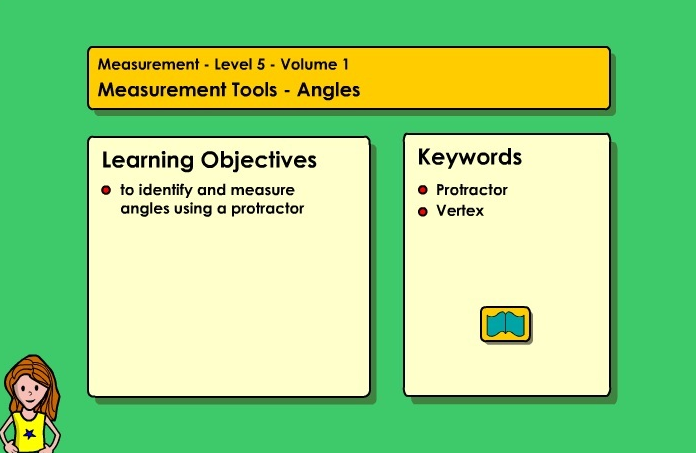 Measurement - Level 5 - Volume 1
Measurement Tools - Angles
Learning Objectives
to identify and measure
angles using a protractor
Keywords
Protractor
Vertex